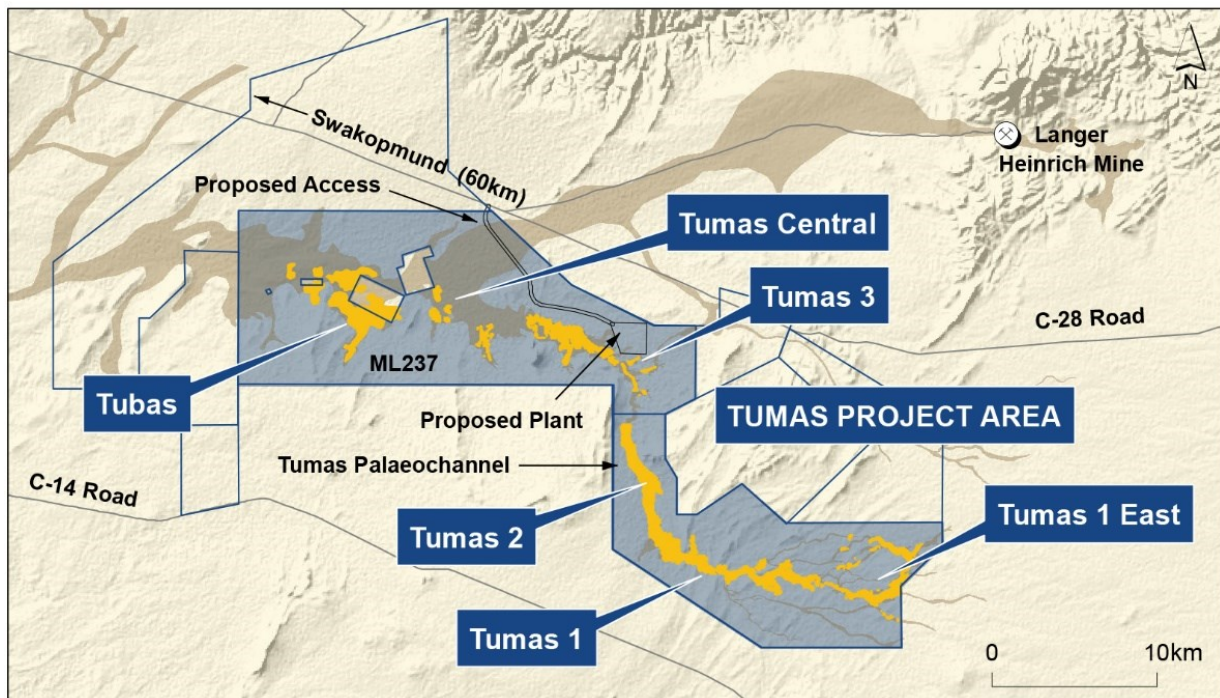 N
Swakopmund (60km)
Langer
Heinrich Mine
Proposed Access
Tumas Central
Tumas 3
C-28 Road
ML237
Tubas
Proposed Plant
TUMAS PROJECT AREA
Tumas Palaeochannel
C-14 Road
Tumas 2
Tumas 1 East
Tumas 1
0
10km